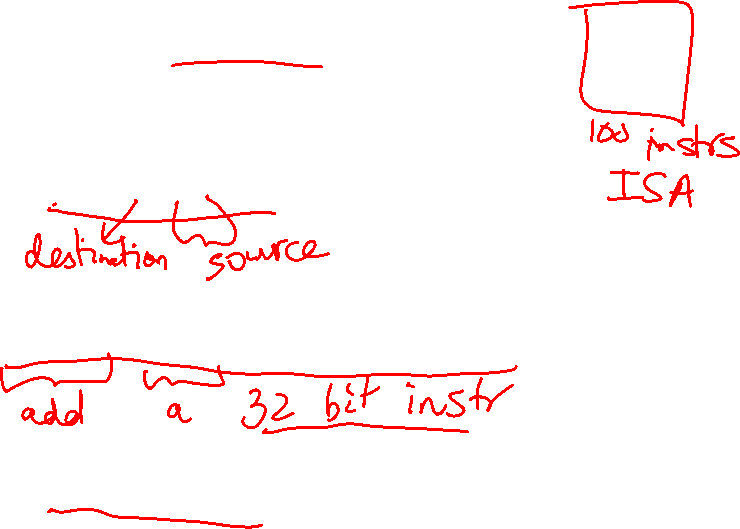 100 instrs
ISA
destination source
add a 32 bit instr